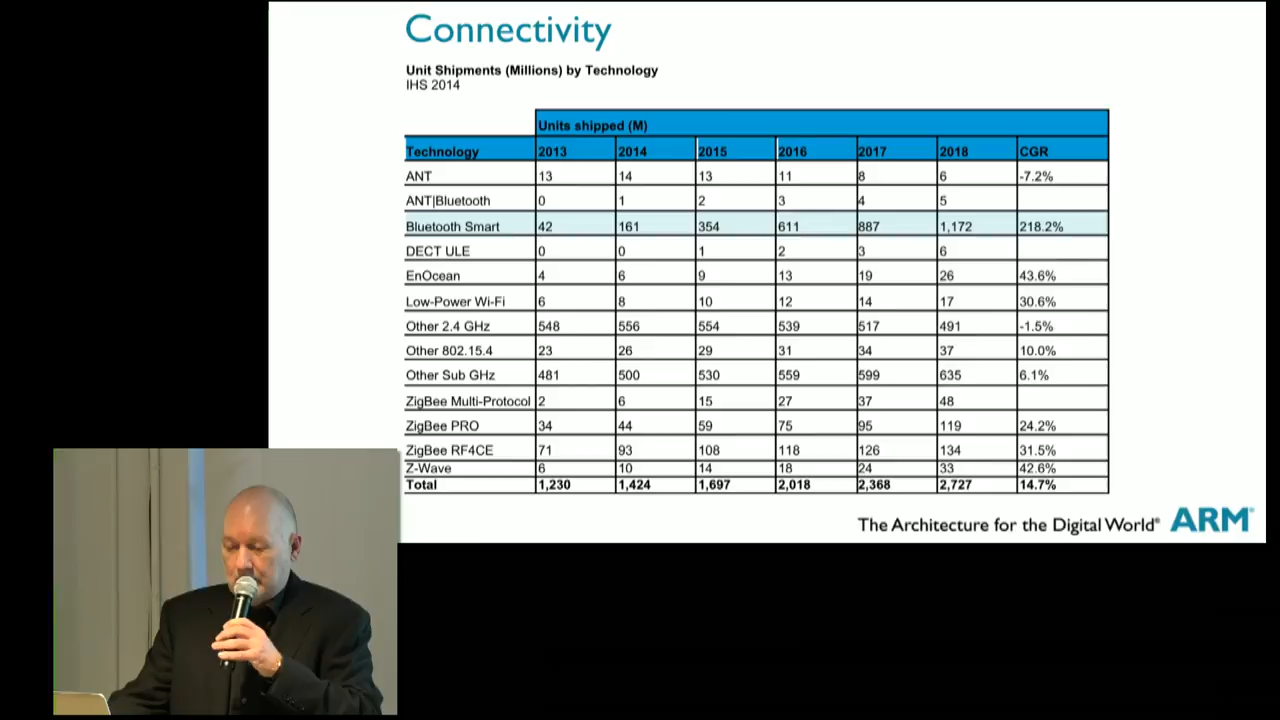 Connectivity
Unit Shipments (Millions) by Technology
IHS 2014
Units shipped (M)
Technology 2013 2014 2015 2016 2017 2018 CGR
ANT 13 14 13 11 8 6 -7.2%
ANT|Bluetooth 0 1 2 3 4 5
Bluetooth Smart 42 161 354 611 887 1,172 218.2%
DECT ULE 0 0 1 2 3 6
EnOcean 4 6 9 13 19 26 43.6%
Low-Power Wi-Fi 6 8 10 12 14 17 30.6%
Other 2.4 GHz 548 556 554 539 517 491 -1.5%
Other 802.15.4 23 26 29 31 34 37 10.0%
Other Sub GHz 481 500 530 559 599 635 6.1%
ZigBee Multi-Protocol 2 6 15 27 37 48
ZigBee PRO 34 44 59 75 95 119 24.2%
ZigBee RF4CE 71 93 108 118 126 134 31.5%
Z-Wave 6 10 14 18 24 33 42.6%
Total 1,230 1,424 1,697 2,018 2,368 2,727 14.7%
The Architecture for the Digital World® ARM®